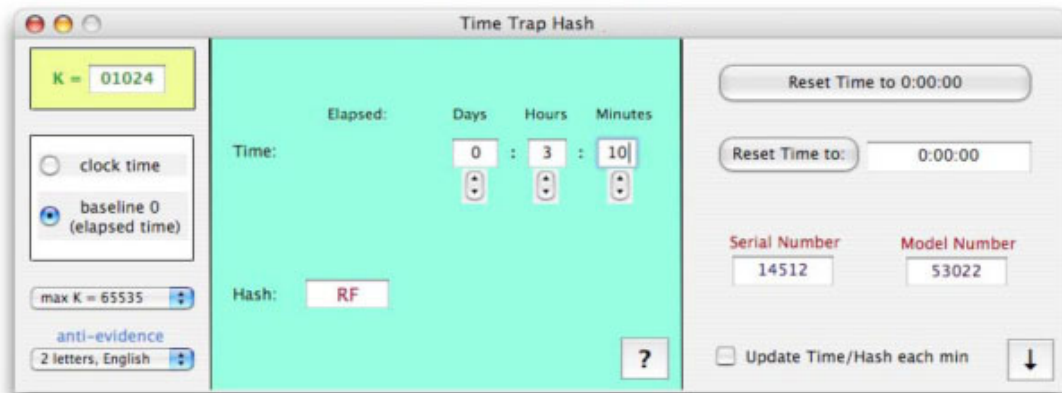 Time Trap Hash
K = 01024
clock time
baseline 0
(elapsed time)
max K = 65535
anti-evidence
2 letters, English
Elapsed: Days Hours Minutes
Time: 0 : 3 : 10
Hash: RF
?
Reset Time to 0:00:00
Reset Time to: 0:00:00
Serial Number Model Number
14512 53022
Update Time/Hash each min ↓